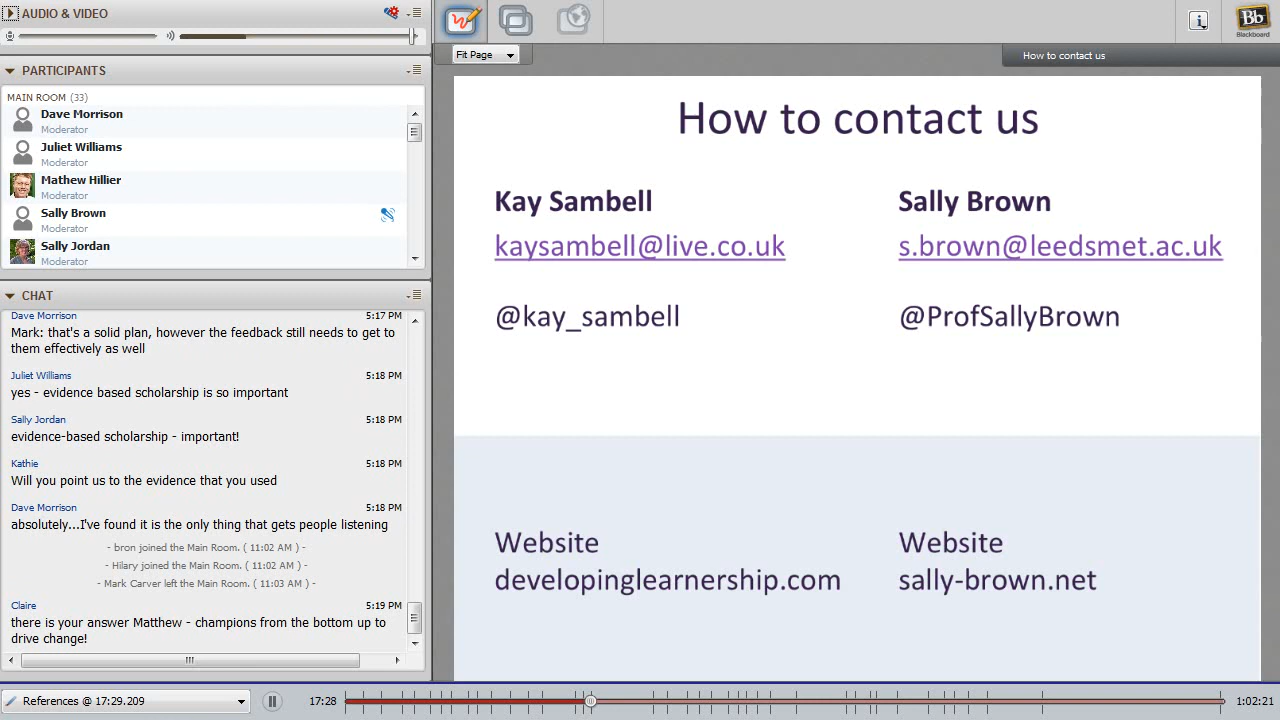 AUDIO & VIDEO
PARTICIPANTS
MAIN ROOM (33)
Dave Morrison
Moderator
Juliet Williams
Moderator
Mathew Hillier
Moderator
Sally Brown
Moderator
Sally Jordan
Moderator
CHAT
Dave Morrison 5:17 PM
Mark: that's a solid plan, however the feedback still needs to get to
them effectively as well
Juliet Williams 5:18 PM
yes - evidence based scholarship is so important
Sally Jordan 5:18 PM
evidence-based scholarship - important!
Kathie 5:18 PM
Will you point us to the evidence that you used
Dave Morrison 5:18 PM
absolutely...I've found it is the only thing that gets people listening
- bron joined the Main Room. ( 11:02 AM ) -
- Hilary joined the Main Room. ( 11:02 AM ) -
- Mark Carver left the Main Room. ( 11:03 AM ) -
Claire 5:19 PM
there is your answer Matthew - champions from the bottom up to
drive change!
Bb
Blackboard
Fit Page
How to contact us
How to contact us
Kay Sambell
kaysambell@live.co.uk
@kay_sambell
Sally Brown
s.brown@leedsmet.ac.uk
@ProfSallyBrown
Website
developinglearnership.com
Website
sally-brown.net
References @ 17:29.209
17:28
1:02:21